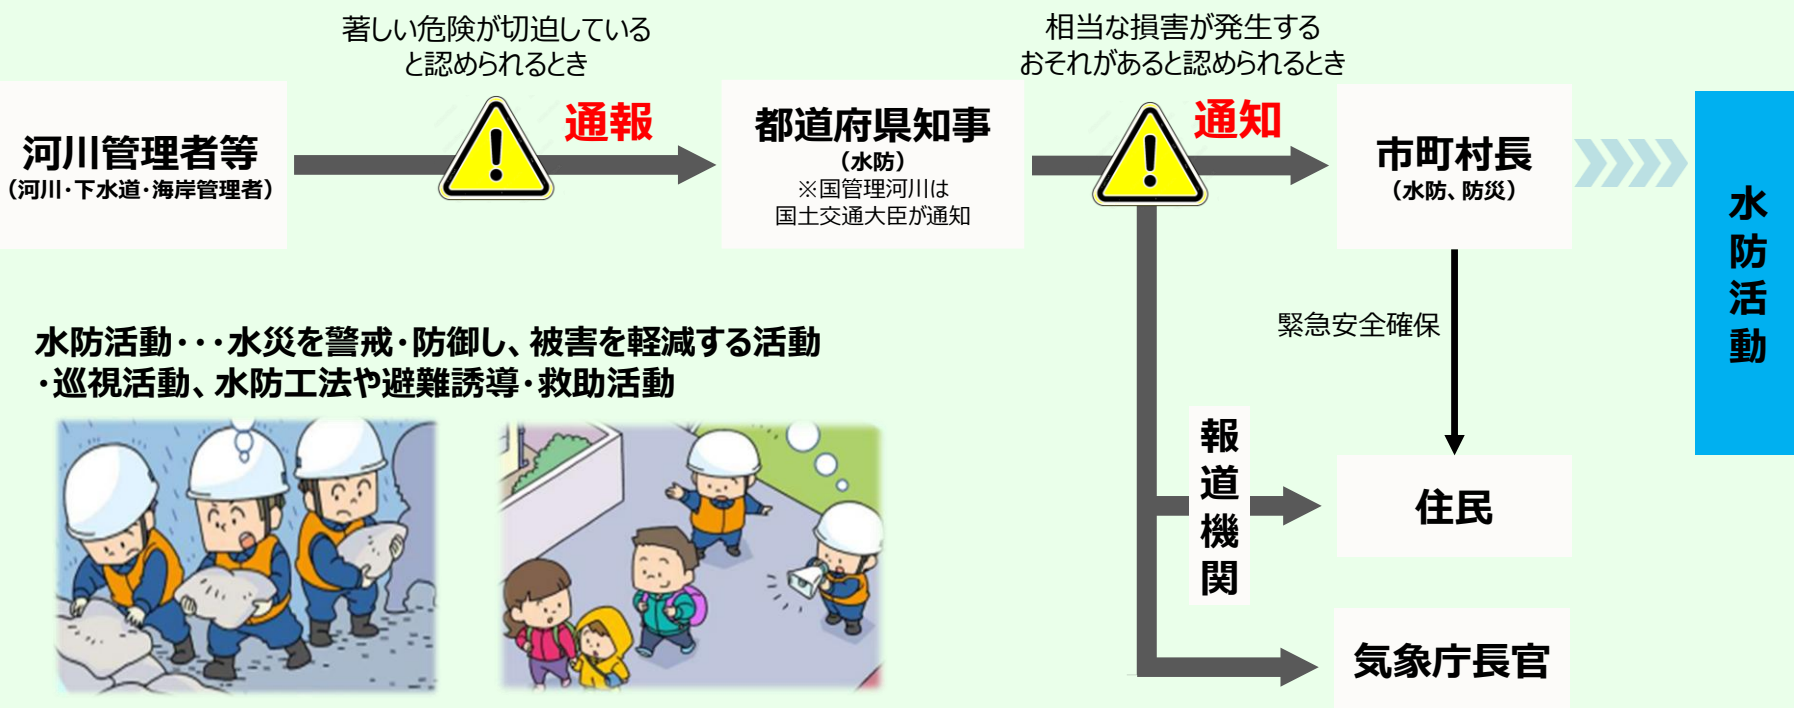 著しい危険が切迫している
と認められるとき
相当な損害が発生する
おそれがあると認められるとき
河川管理者等
(河川・下水道・海岸管理者)
通報
都道府県知事
(水防)
※国管理河川は
国土交通大臣が通知
通知
市町村長
(水防、防災)
水防活動
緊急安全確保
水防活動・・・水災を警戒・防御し、被害を軽減する活動
・巡視活動、水防工法や避難誘導・救助活動
報道機関
住民
気象庁長官